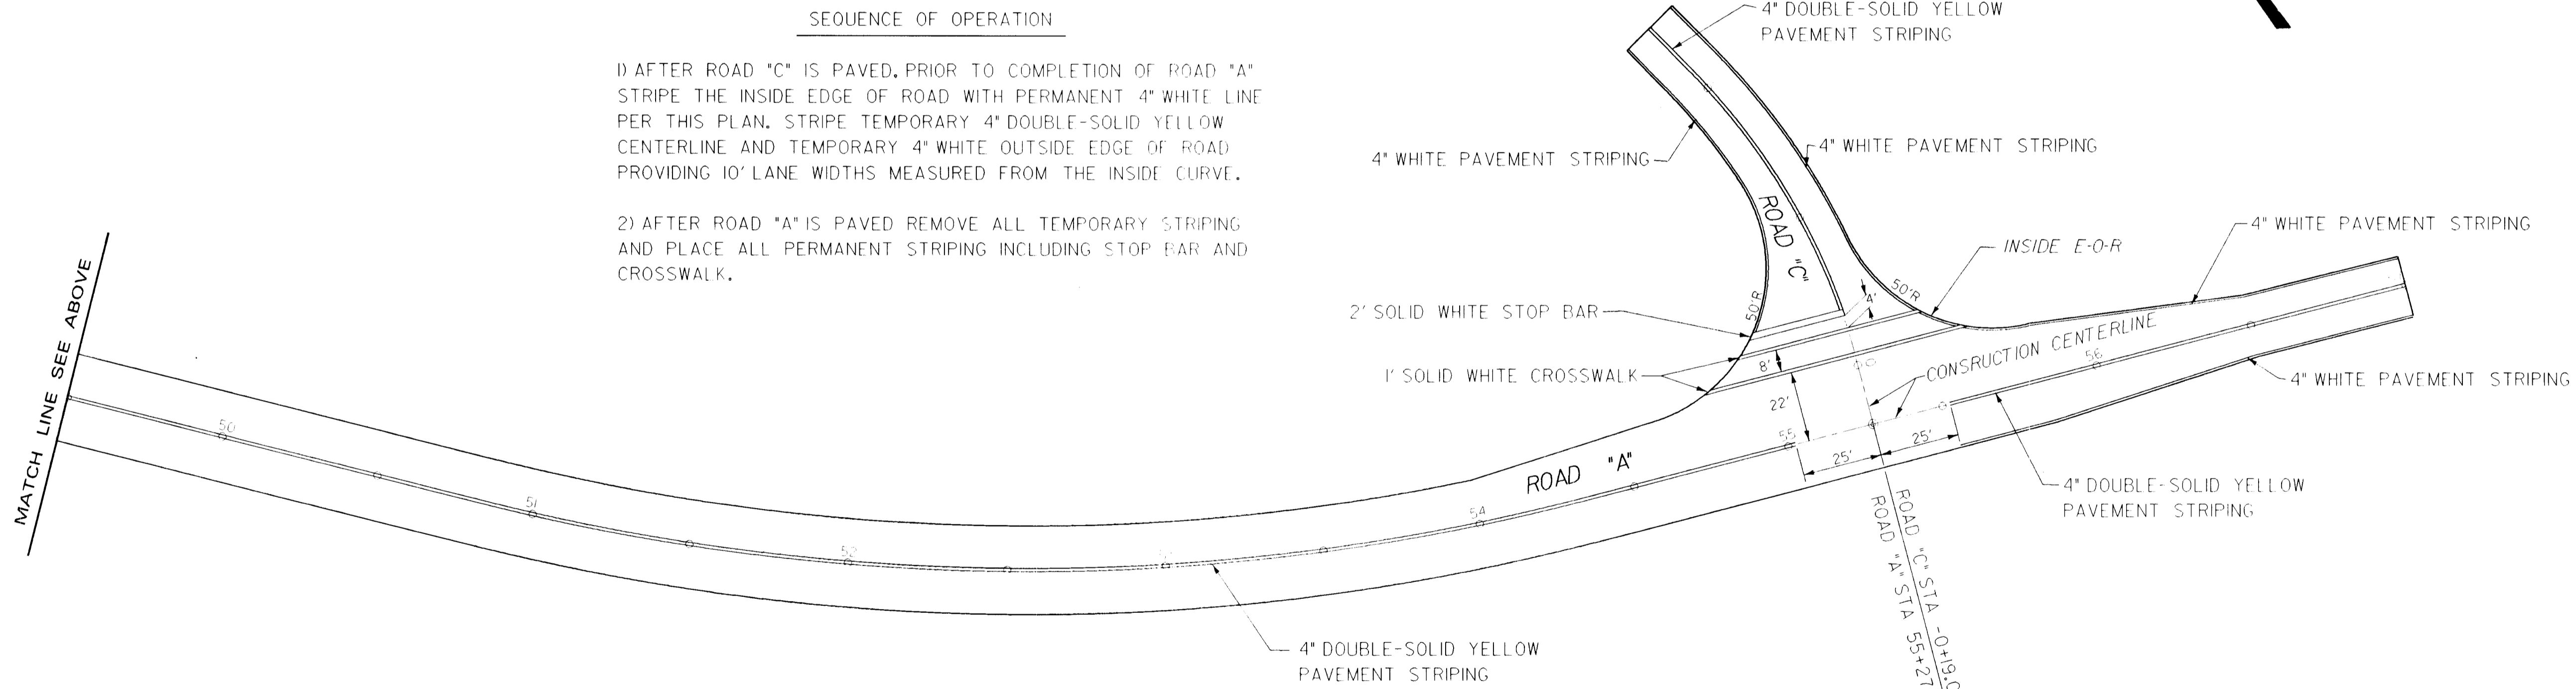 SEQUENCE OF OPERATION
1) AFTER ROAD "C" IS PAVED. PRIOR TO COMPLETION OF ROAD "A"
STRIPE THE INSIDE EDGE OF ROAD WITH PERMANENT 4" WHITE LINE
PER THIS PLAN. STRIPE TEMPORARY 4" DOUBLE-SOLID YELLOW
CENTERLINE AND TEMPORARY 4" WHITE OUTSIDE EDGE OF ROAD
PROVIDING 10' LANE WIDTHS MEASURED FROM THE INSIDE CURVE.
2) AFTER ROAD "A" IS PAVED REMOVE ALL TEMPORARY STRIPING
AND PLACE ALL PERMANENT STRIPING INCLUDING STOP BAR AND
CROSSWALK.
4" DOUBLE-SOLID YELLOW
PAVEMENT STRIPING
4" WHITE PAVEMENT STRIPING
4" WHITE PAVEMENT STRIPING
ROAD "C"
4" WHITE PAVEMENT STRIPING
INSIDE E-O-R
50'R
50'R
4'
2' SOLID WHITE STOP BAR
1' SOLID WHITE CROSSWALK
8'
22'
CONSRUCTION CENTERLINE
56
4" WHITE PAVEMENT STRIPING
MATCH LINE SEE ABOVE
50
51
52
54
55
ROAD "A"
25'
25'
4" DOUBLE-SOLID YELLOW
PAVEMENT STRIPING
ROAD "C" STA -0+19.0
ROAD "A" STA 55+27
4" DOUBLE-SOLID YELLOW
PAVEMENT STRIPING